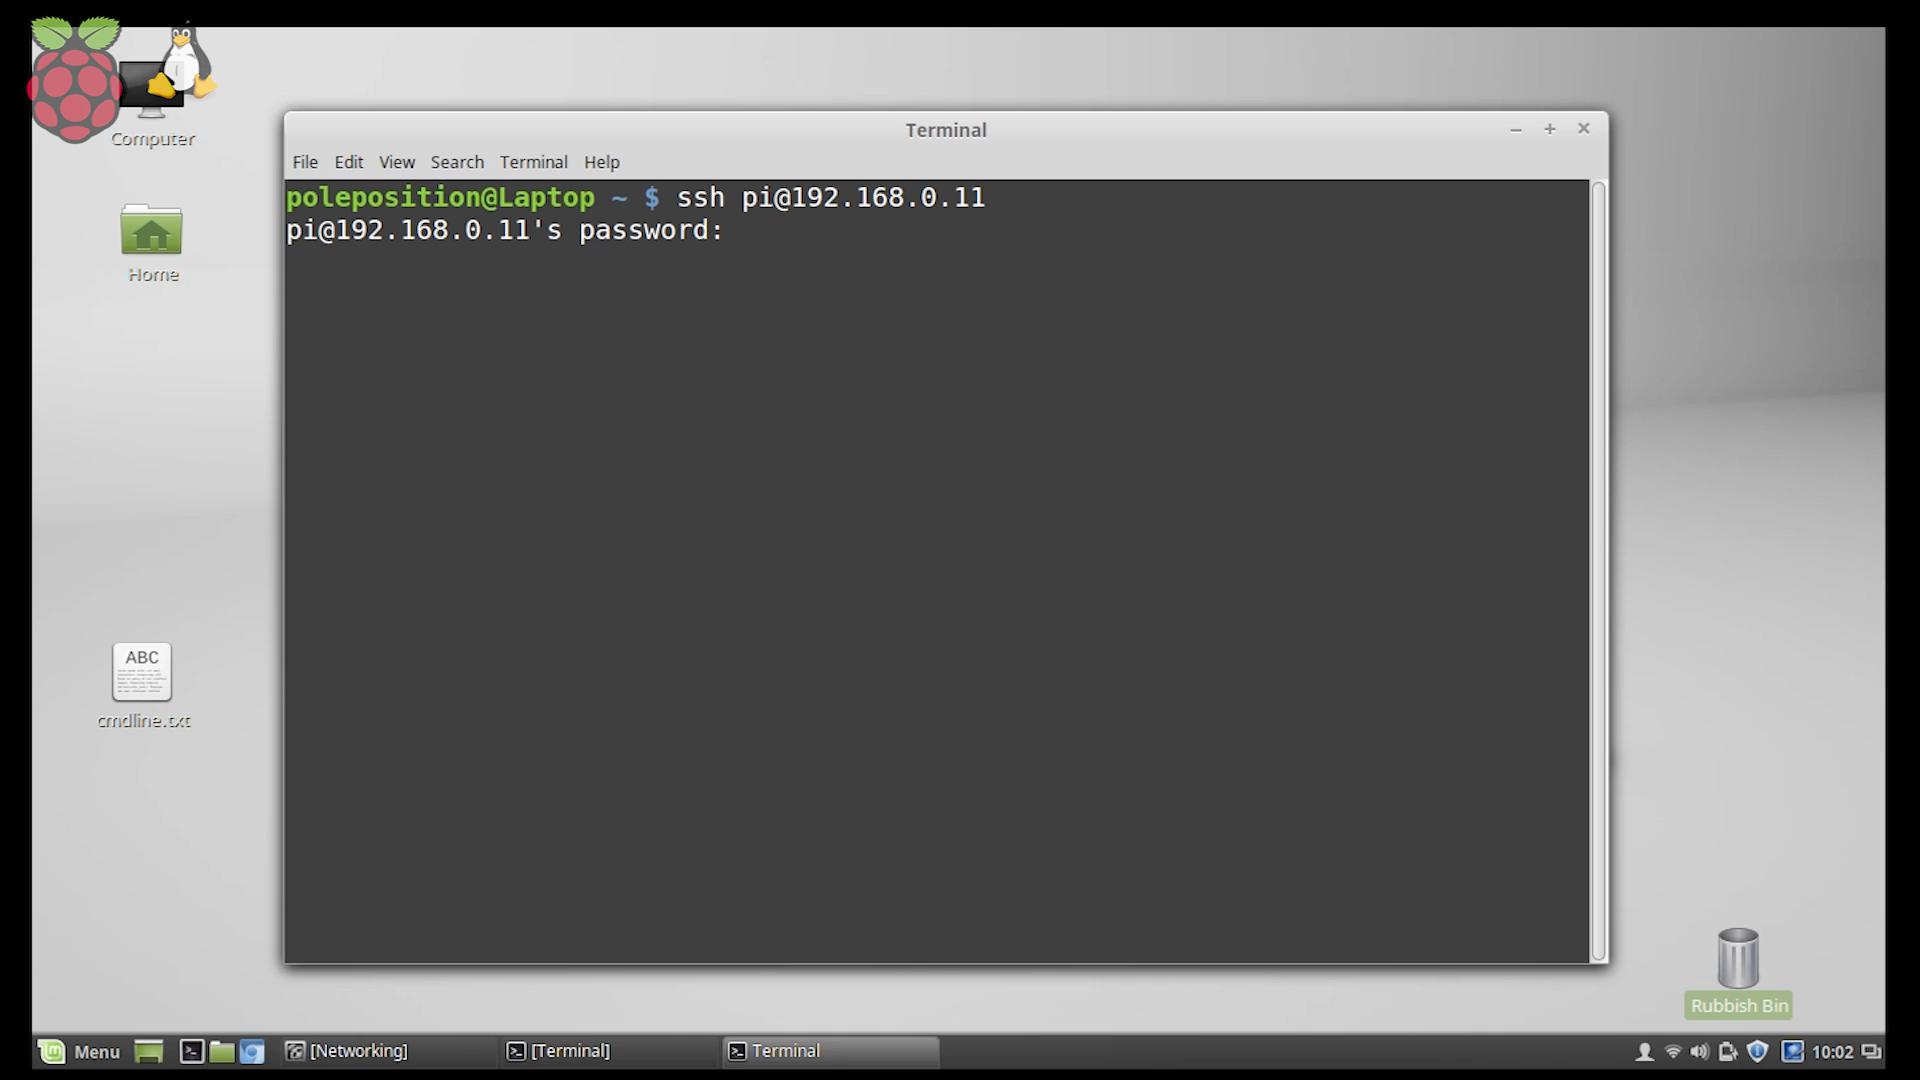 Computer
Home
ABC
cmdline.txt
Terminal
File Edit View Search Terminal Help
poleposition@Laptop ~ $ ssh pi@192.168.0.11
pi@192.168.0.11's password:
Rubbish Bin
Menu [Networking] [Terminal] Terminal 10:02